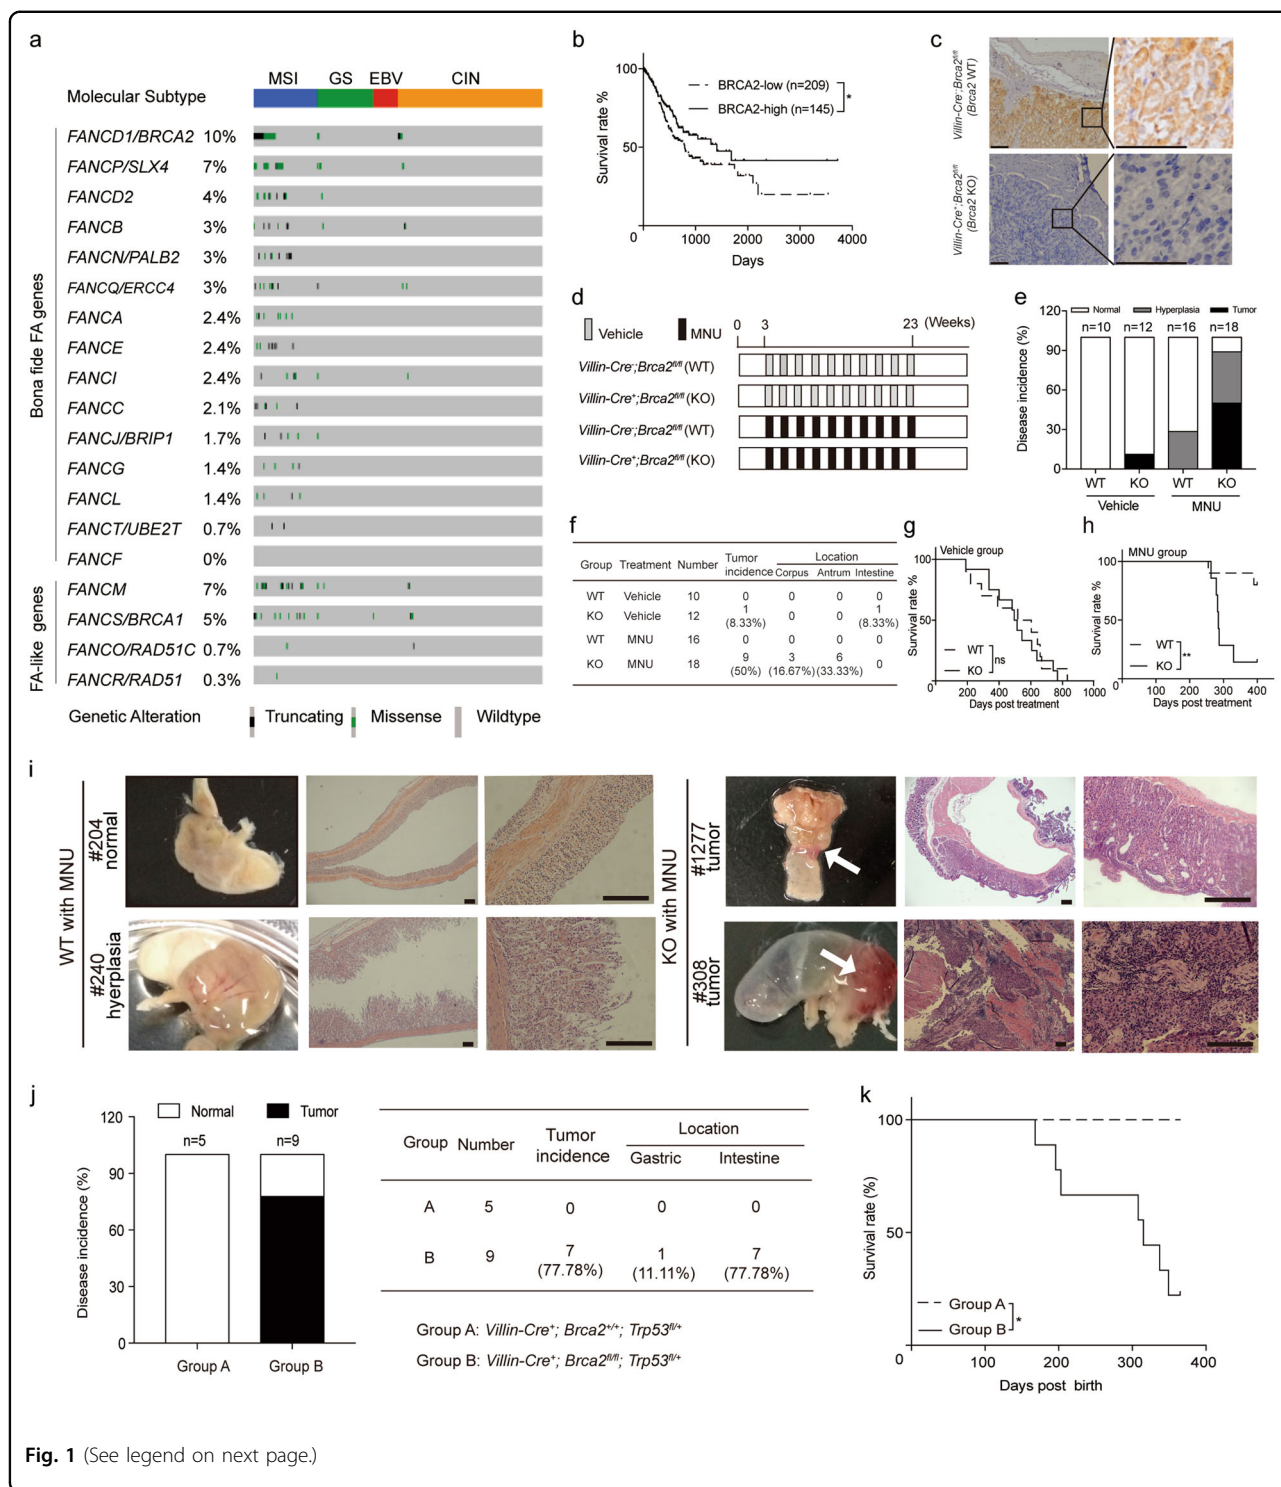 a
Molecular Subtype
MSI GS EBV CIN
Bona fide FA genes
FANCD1/BRCA2 10%
FANCP/SLX4 7%
FANCD2 4%
FANCB 3%
FANCN/PALB2 3%
FANCQ/ERCC4 3%
FANCA 2.4%
FANCE 2.4%
FANCI 2.4%
FANCC 2.1%
FANCJ/BRIP1 1.7%
FANCG 1.4%
FANCL 1.4%
FANCT/UBE2T 0.7%
FANCF 0%
FA-like genes
FANCM 7%
FANCS/BRCA1 5%
FANCO/RAD51C 0.7%
FANCR/RAD51 0.3%
Genetic Alteration Truncating Missense Wildtype
b
Survival rate %
100
50
0 1000 2000 3000 4000
Days
BRCA2-low (n=209)
BRCA2-high (n=145)
*
c
Villin-Cre-;Brca2fl/fl
(Brca2 WT)
Villin-Cre+;Brca2fl/fl
(Brca2 KO)
d
Vehicle MNU
0 3 23 (Weeks)
Villin-Cre-;Brca2fl/fl (WT)
Villin-Cre+;Brca2fl/fl (KO)
Villin-Cre-;Brca2fl/fl (WT)
Villin-Cre+;Brca2fl/fl (KO)
e
Normal Hyperplasia Tumor
Disease incidence (%)
120
90
60
30
0
n=10 n=12 n=16 n=18
WT KO WT KO
Vehicle MNU
f
Group Treatment Number Tumor incidence Location
Corpus Antrum Intestine
WT Vehicle 10 0 0 0 0
KO Vehicle 12 1 (8.33%) 0 0 1 (8.33%)
WT MNU 16 0 0 0 0
KO MNU 18 9 (50%) 3 (16.67%) 6 (33.33%) 0
g
Vehicle group
Survival rate %
100
50
0 200 400 600 800 1000
Days post treatment
WT
KO
ns
h
MNU group
Survival rate %
100
50
0 100 200 300 400
Days post treatment
WT
KO
**
i
WT with MNU
#204
normal
#240
hyerplasia
KO with MNU
#1277
tumor
#308
tumor
j
Normal Tumor
Disease incidence (%)
120
90
60
30
0
n=5 n=9
Group A Group B
Group Number Tumor incidence Location
Gastric Intestine
A 5 0 0 0
B 9 7 (77.78%) 1 (11.11%) 7 (77.78%)
Group A: Villin-Cre+; Brca2+/+; Trp53fl/+
Group B: Villin-Cre+; Brca2fl/fl; Trp53fl/+
k
Survival rate (%)
100
50
0 100 200 300 400
Days post birth
Group A
Group B
*
Fig. 1 (See legend on next page.)